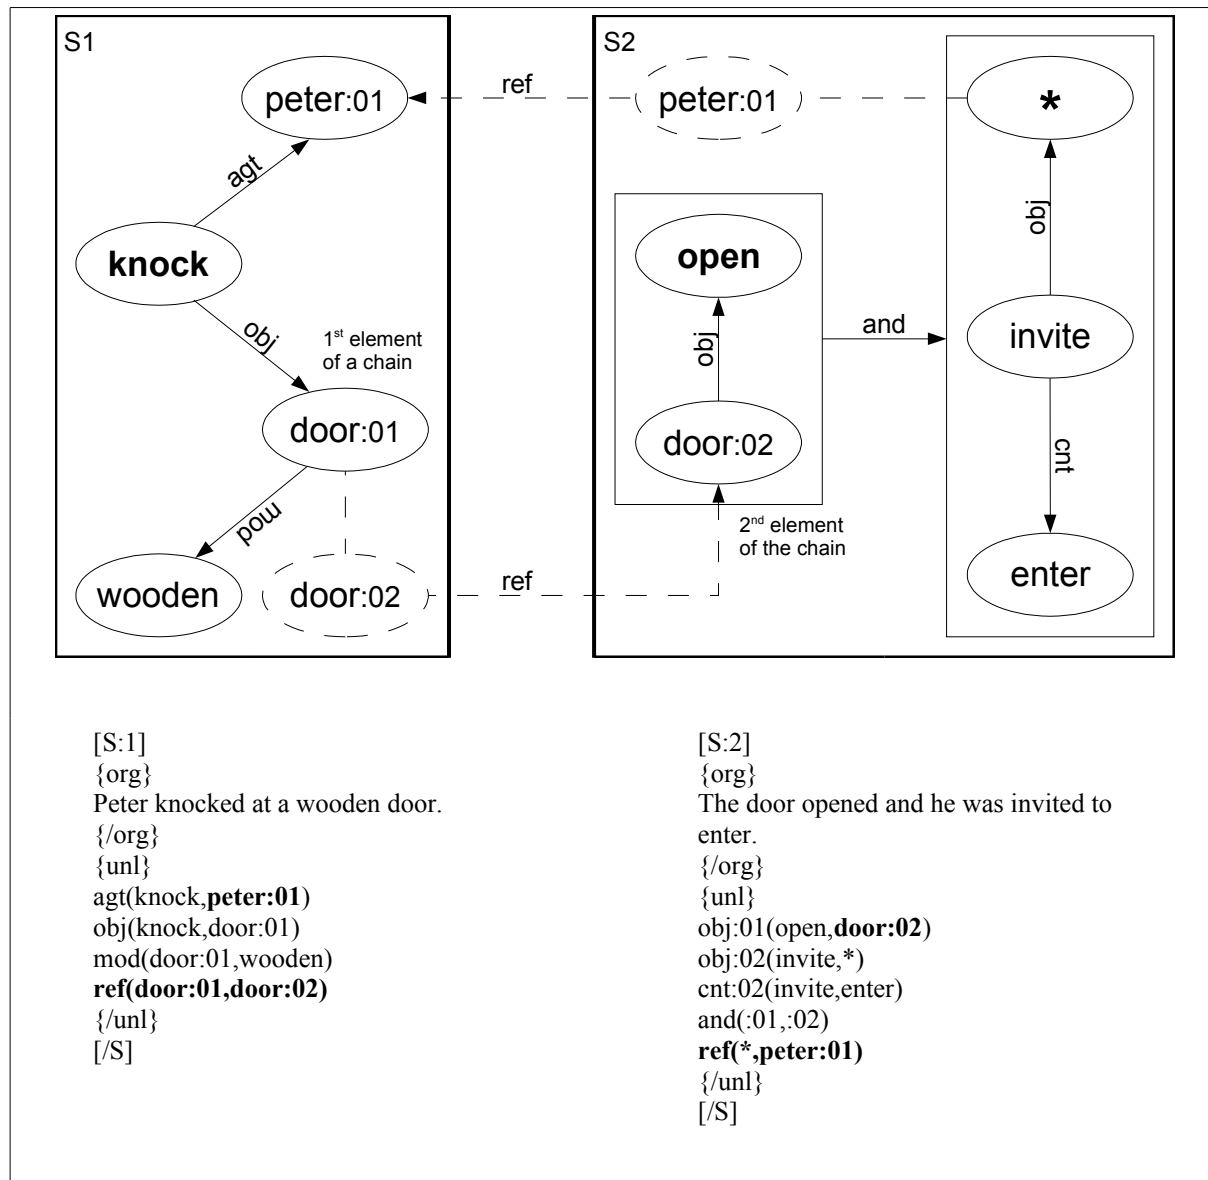 S1
peter:01
agt
knock
obj
1st element
of a chain
door:01
mod
wooden
door:02
ref
ref
S2
peter:01
*
open
obj
door:02
and
obj
invite
cnt
enter
2nd element
of the chain
[S:1]
{org}
Peter knocked at a wooden door.
{/org}
{unl}
agt(knock,peter:01)
obj(knock,door:01)
mod(door:01,wooden)
ref(door:01,door:02)
{/unl}
[/S]
[S:2]
{org}
The door opened and he was invited to
enter.
{/org}
{unl}
obj:01(open,door:02)
obj:02(invite,*)
cnt:02(invite,enter)
and(:01,:02)
ref(*,peter:01)
{/unl}
[/S]